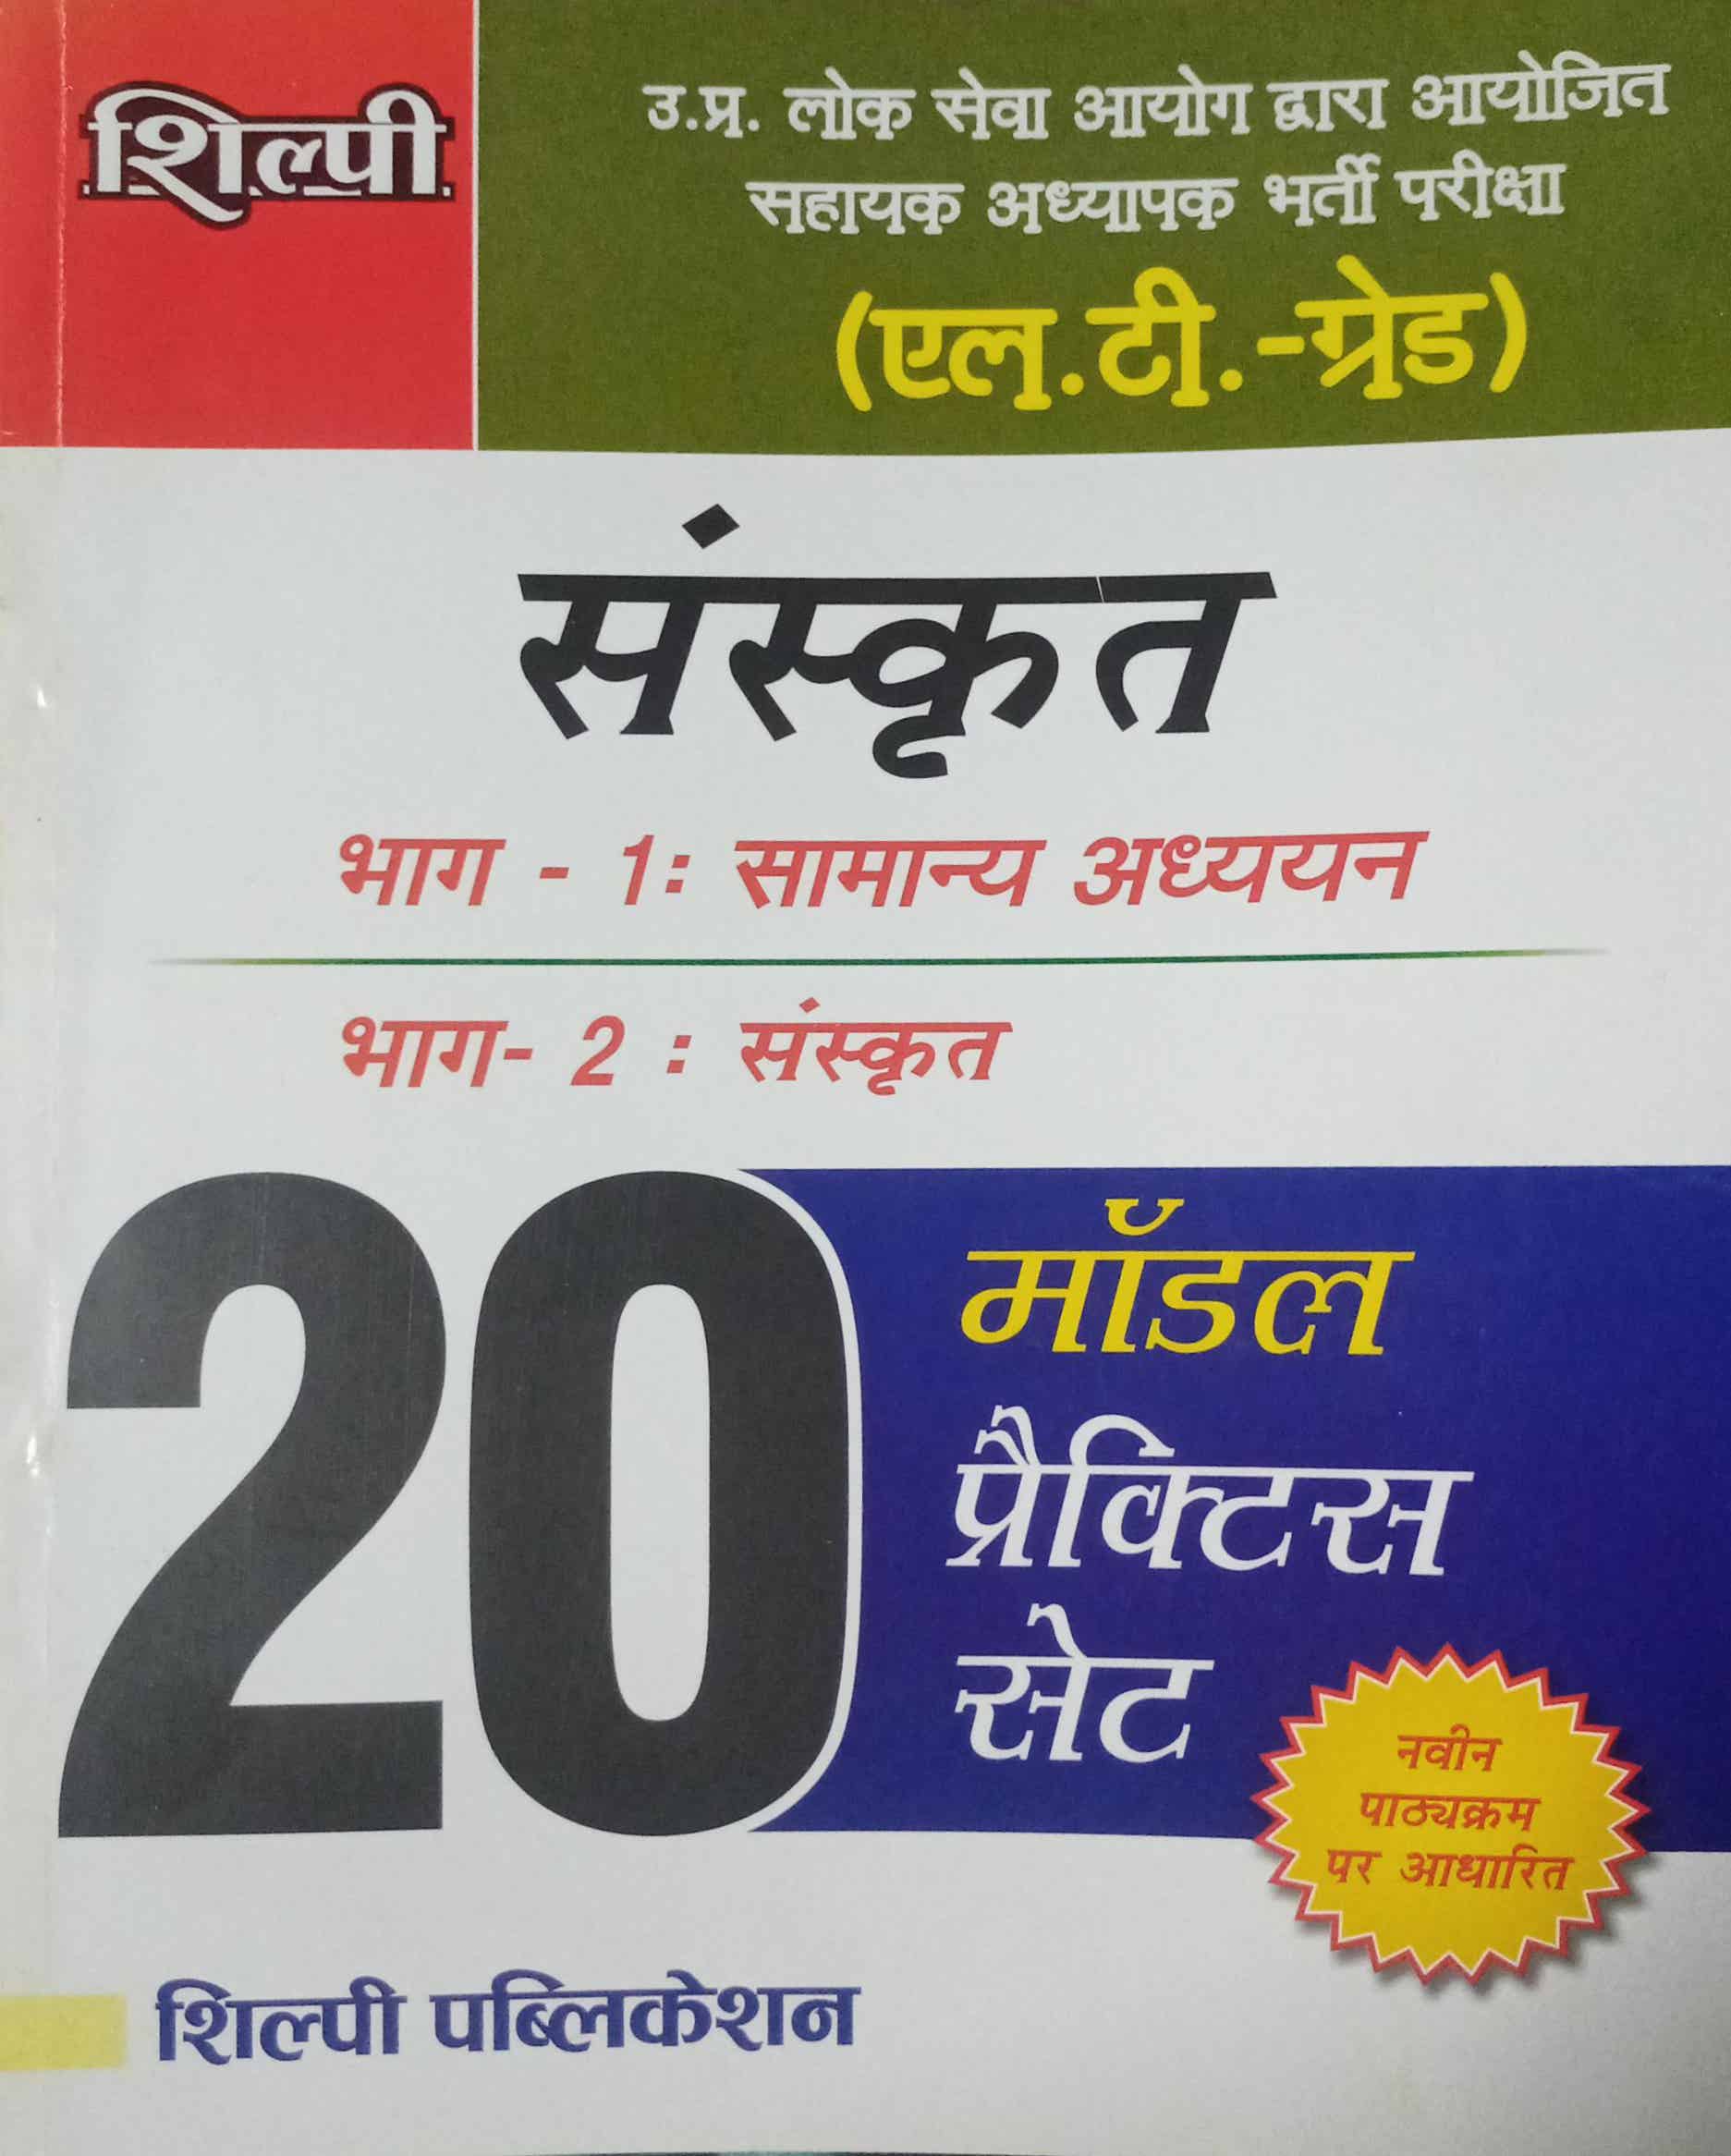 शिल्पी
उ.प्र. लोक सेवा आयोग द्वारा आयोजित
सहायक अध्यापक भर्ती परीक्षा
(एल.टी.-ग्रेड)
संस्कृत
भाग - 1: सामान्य अध्ययन
भाग- 2 : संस्कृत
20
मॉडल
प्रैक्टिस
सेट
नवीन
पाठ्यक्रम
पर आधारित
शिल्पी पब्लिकेशन